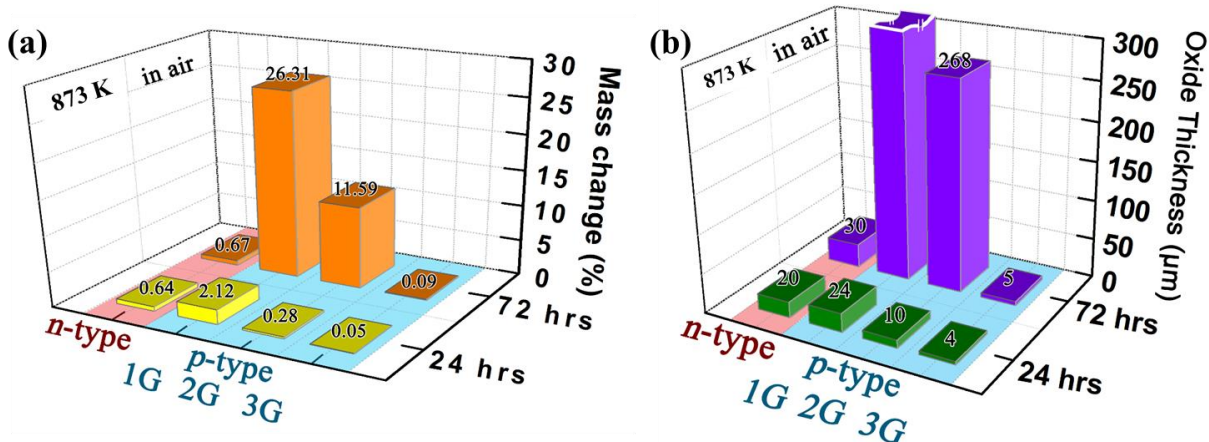 (a)
873 K in air
26.31
11.59
0.67
0.09
0.64
2.12
0.28
0.05
30
25
20
15
10
5
0
Mass change (%)
72 hrs
24 hrs
n-type
p-type
1G 2G 3G
(b)
873 K in air
268
30
5
20
24
10
4
300
250
200
150
100
50
0
Oxide Thickness (μm)
72 hrs
24 hrs
n-type
p-type
1G 2G 3G